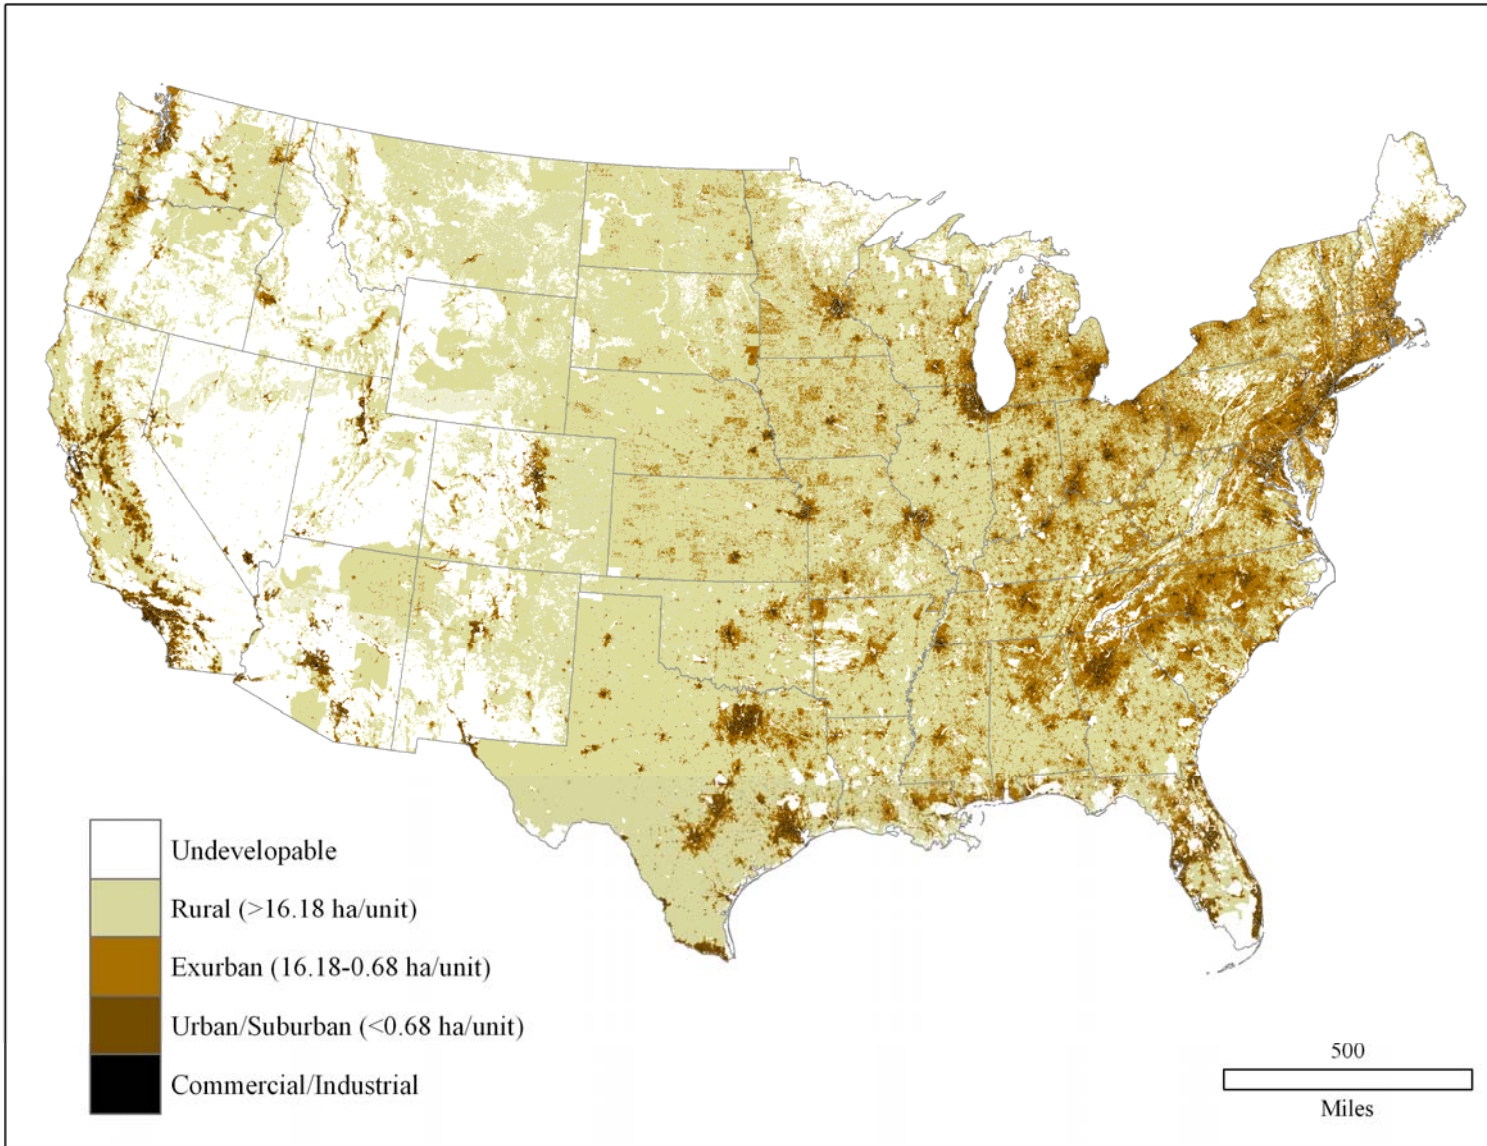 Undevelopable
Rural (>16.18 ha/unit)
Exurban (16.18-0.68 ha/unit)
Urban/Suburban (<0.68 ha/unit)
Commercial/Industrial
500
Miles